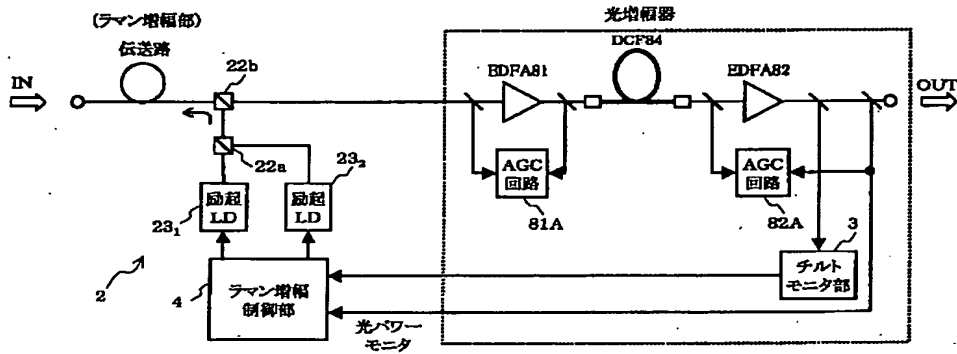 (ラマン増幅部)
伝送路
光増幅器
DCF84
IN
22b
EDFA81
EDFA82
OUT
22a
23₂
23₁
励起
LD
励起
LD
AGC
回路
81A
AGC
回路
82A
3
チルト
モニタ部
2
4
ラマン増幅
制御部
光パワー
モニタ